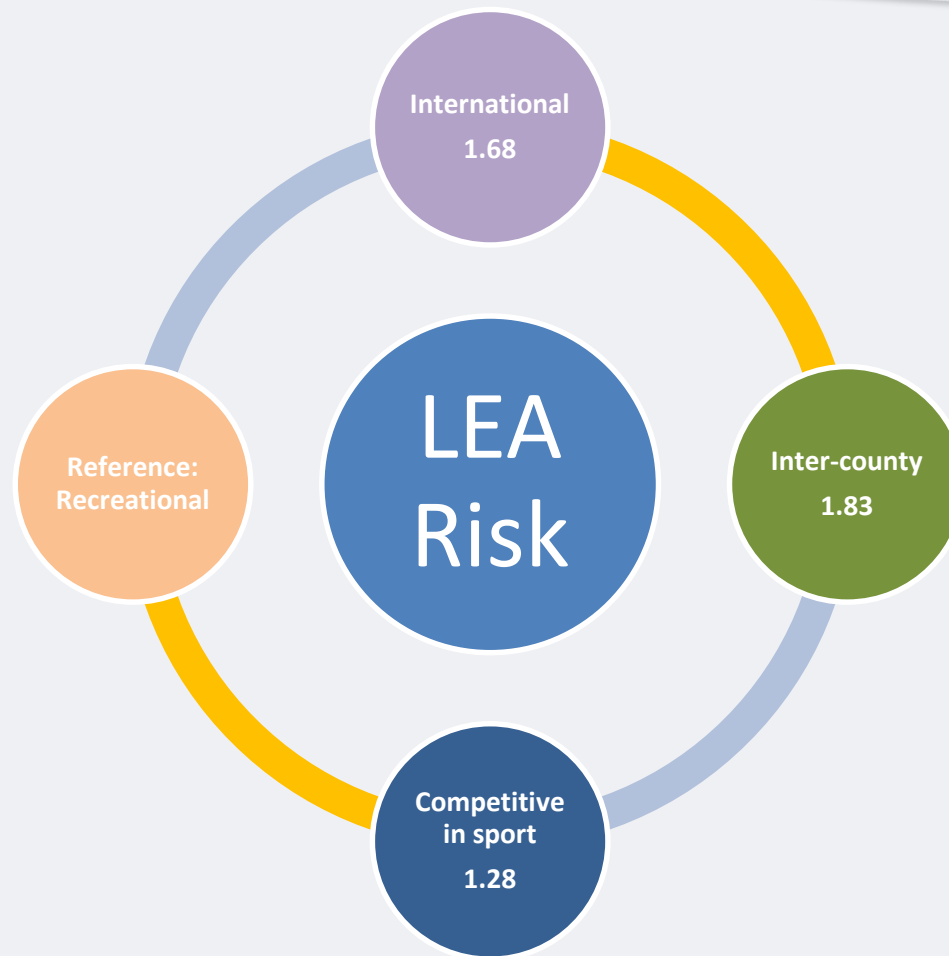 International
1.68
LEA
Risk
Reference:
Recreational
Inter-county
1.83
Competitive
in sport
1.28